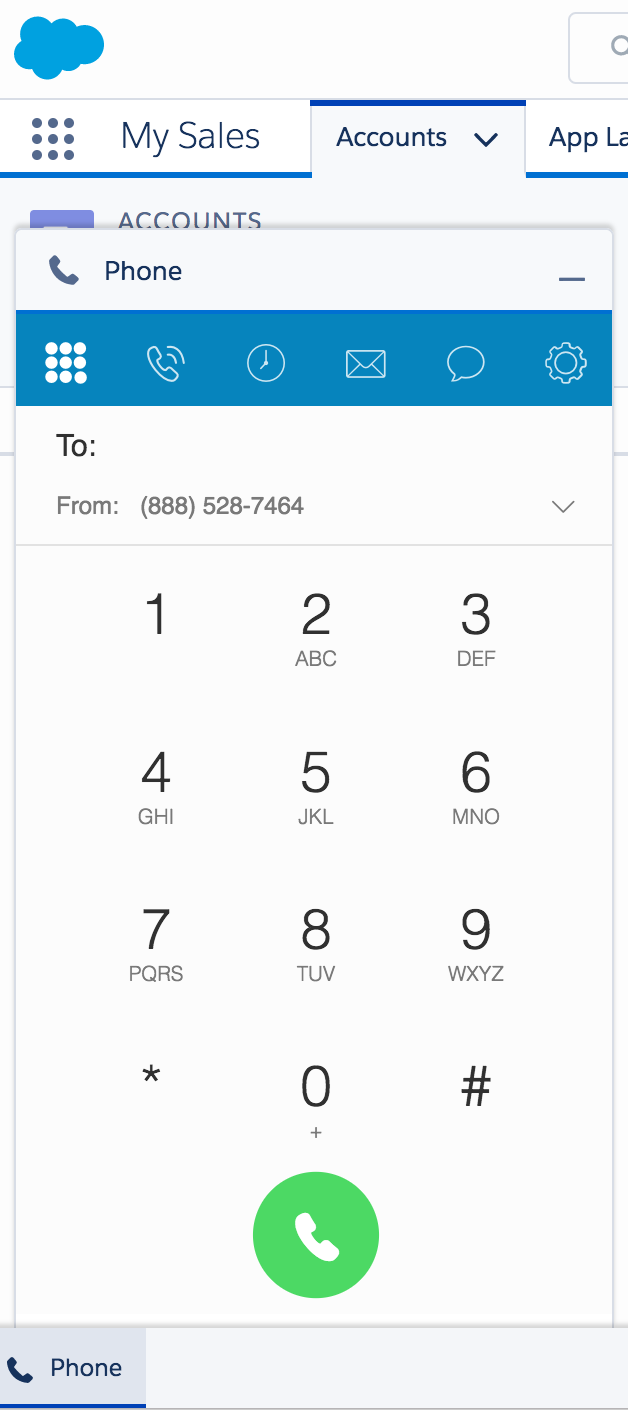 My Sales Accounts App La
ACCOUNTS
Phone
To:
From: (888) 528-7464
1 2 3
ABC DEF
4 5 6
GHI JKL MNO
7 8 9
PQRS TUV WXYZ
* 0 #
+
Phone